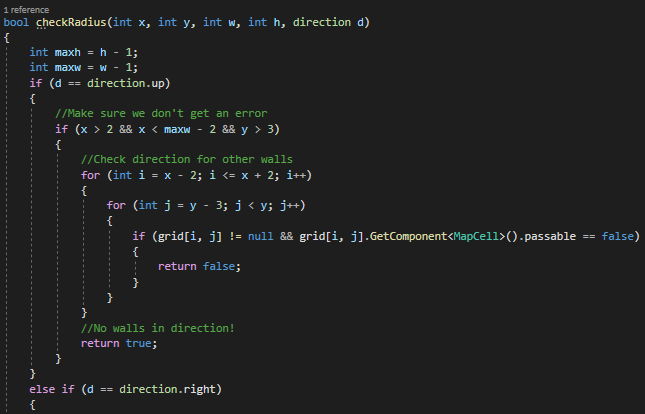 1 reference
bool checkRadius(int x, int y, int w, int h, direction d)
{
    int maxh = h - 1;
    int maxw = w - 1;
    if (d == direction.up)
    {
        //Make sure we don't get an error
        if (x > 2 && x < maxw - 2 && y > 3)
        {
            //Check direction for other walls
            for (int i = x - 2; i <= x + 2; i++)
            {
                for (int j = y - 3; j < y; j++)
                {
                    if (grid[i, j] != null && grid[i, j].GetComponent<MapCell>().passable == false)
                    {
                        return false;
                    }
                }
            }
            //No walls in direction!
            return true;
        }
    }
    else if (d == direction.right)
    {